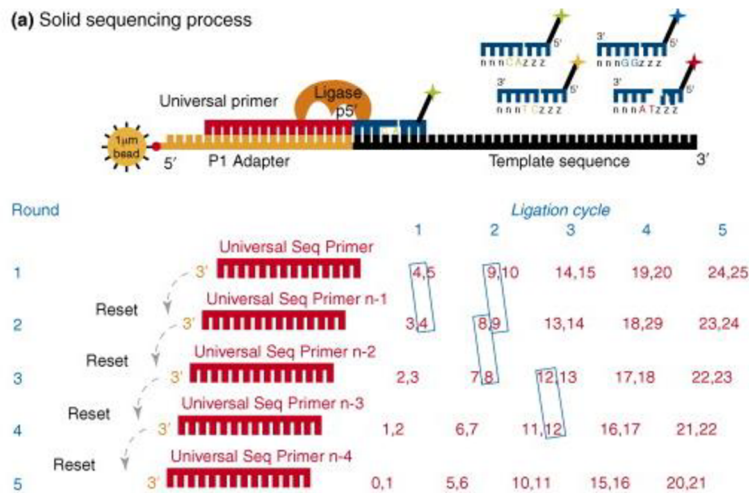 (a) Solid sequencing process
3' 5' nnnCAzzz
3' 5' nnnGGzzz
3' nnnTCzzz
3' nnnATzzz
Universal primer
Ligase
p5'
1μm
bead
5' P1 Adapter Template sequence 3'
Round Ligation cycle
1 2 3 4 5
Universal Seq Primer
1 3' 4,5 9,10 14,15 19,20 24,25
Reset
Universal Seq Primer n-1
2 3' 3,4 8,9 13,14 18,29 23,24
Reset
Universal Seq Primer n-2
3 3' 2,3 7,8 12,13 17,18 22,23
Reset
Universal Seq Primer n-3
4 3' 1,2 6,7 11,12 16,17 21,22
Reset
Universal Seq Primer n-4
5 3' 0,1 5,6 10,11 15,16 20,21